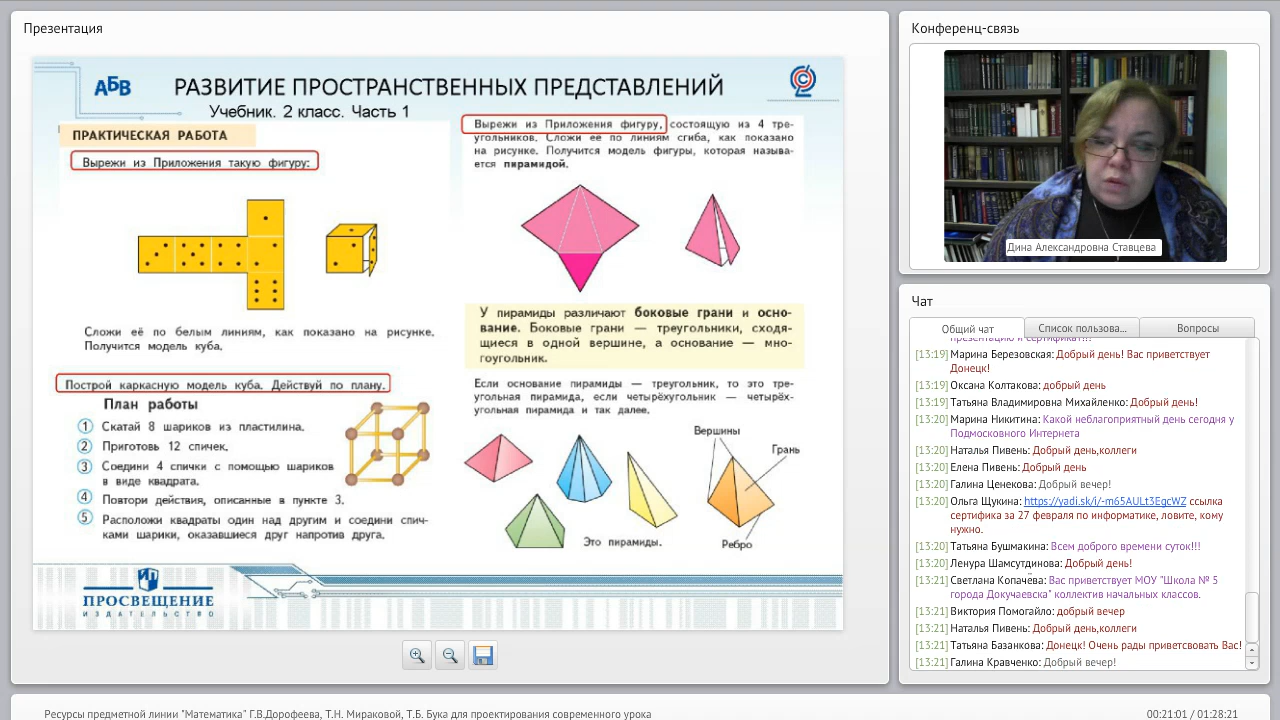 Презентация
АБВ
РАЗВИТИЕ ПРОСТРАНСТВЕННЫХ ПРЕДСТАВЛЕНИЙ
Учебник. 2 класс. Часть 1
ПРАКТИЧЕСКАЯ РАБОТА
Вырежи из Приложения такую фигуру:
Сложи её по белым линиям, как показано на рисунке.
Получится модель куба.
Построй каркасную модель куба. Действуй по плану.
План работы
1 Скатай 8 шариков из пластилина.
2 Приготовь 12 спичек.
3 Соедини 4 спички с помощью шариков
в виде квадрата.
4 Повтори действия, описанные в пункте 3.
5 Расположи квадраты один над другим и соедини спич-
ками шарики, оказавшиеся друг напротив друга.
Вырежи из Приложения фигуру, состоящую из 4 тре-
угольников. Сложи её по линиям сгиба, как показано
на рисунке. Получится модель фигуры, которая называ-
ется пирамидой.
У пирамиды различают боковые грани и осно-
вание. Боковые грани — треугольники, сходя-
щиеся в одной вершине, а основание — мно-
гоугольник.
Если основание пирамиды — треугольник, то это тре-
угольная пирамида, если четырёхугольник — четырёх-
угольная пирамида и так далее.
Вершины
Грань
Это пирамиды.
Ребро
ПРОСВЕЩЕНИЕ
ИЗДАТЕЛЬСТВО
Конференц-связь
Дина Александровна Ставцева
Чат
Общий чат
Список пользова...
Вопросы
презентацию и сертификат!!!
[13:19] Марина Березовская: Добрый день! Вас приветствует
Донецк!
[13:19] Оксана Колтакова: добрый день
[13:19] Татьяна Владимировна Михайленко: Добрый день!
[13:20] Марина Никитина: Какой неблагоприятный день сегодня у
Подмосковного Интернета
[13:20] Наталья Пивень: Добрый день,коллеги
[13:20] Елена Пивень: Добрый день
[13:20] Галина Ценекова: Добрый вечер!
[13:20] Ольга Щукина: https://yadi.sk/i/-m65AULt3EgcWZ ссылка
сертифика за 27 февраля по информатике, ловите, кому
нужно.
[13:20] Татьяна Бушмакина: Всем доброго времени суток!!!
[13:20] Ленура Шамсутдинова: Добрый день!
[13:21] Светлана Копачёва: Вас приветствует МОУ "Школа № 5
города Докучаевска" коллектив начальных классов.
[13:21] Виктория Помогайло: добрый вечер
[13:21] Наталья Пивень: Добрый день,коллеги
[13:21] Татьяна Базанкова: Донецк! Очень рады приветсвовать Вас!
[13:21] Галина Кравченко: Добрый вечер!
Ресурсы предметной линии "Математика" Г.В.Дорофеева, Т.Н. Мираковой, Т.Б. Бука для проектирования современного урока
00:21:01 / 01:28:21